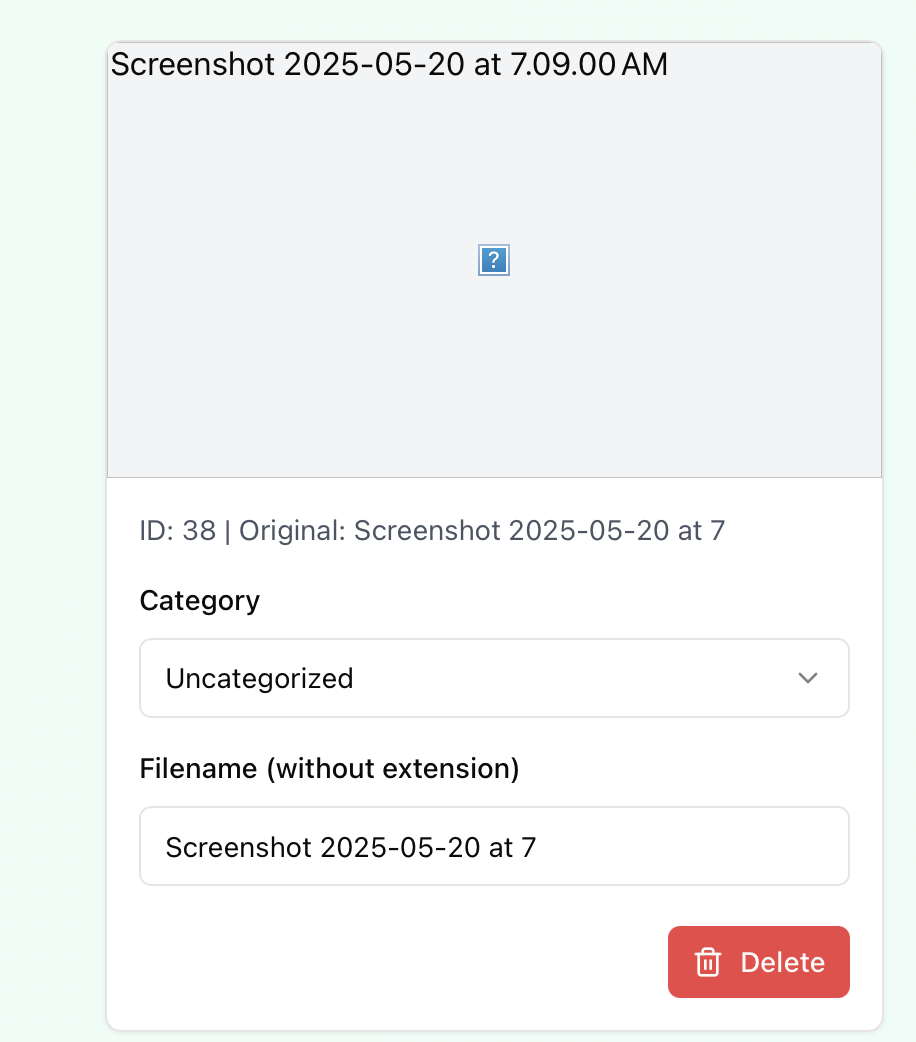 Screenshot 2025-05-20 at 7.09.00 AM
?
ID: 38 | Original: Screenshot 2025-05-20 at 7
Category
Uncategorized
Filename (without extension)
Screenshot 2025-05-20 at 7
Delete